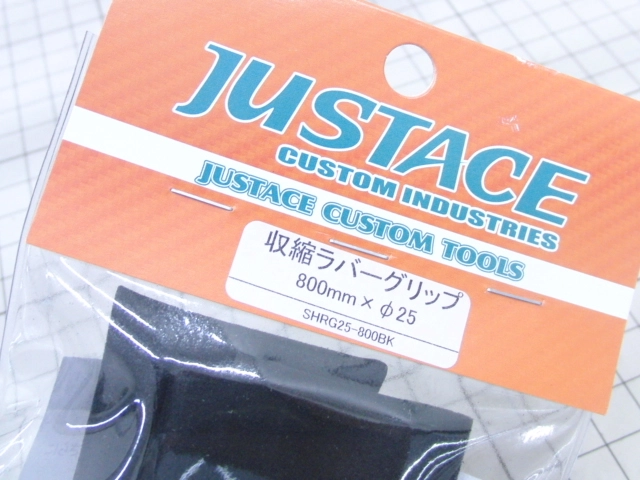 JUSTACE
CUSTOM INDUSTRIES
JUSTACE CUSTOM TOOLS
収縮ラバーグリップ
800mm×φ25
SHRG25-800BK